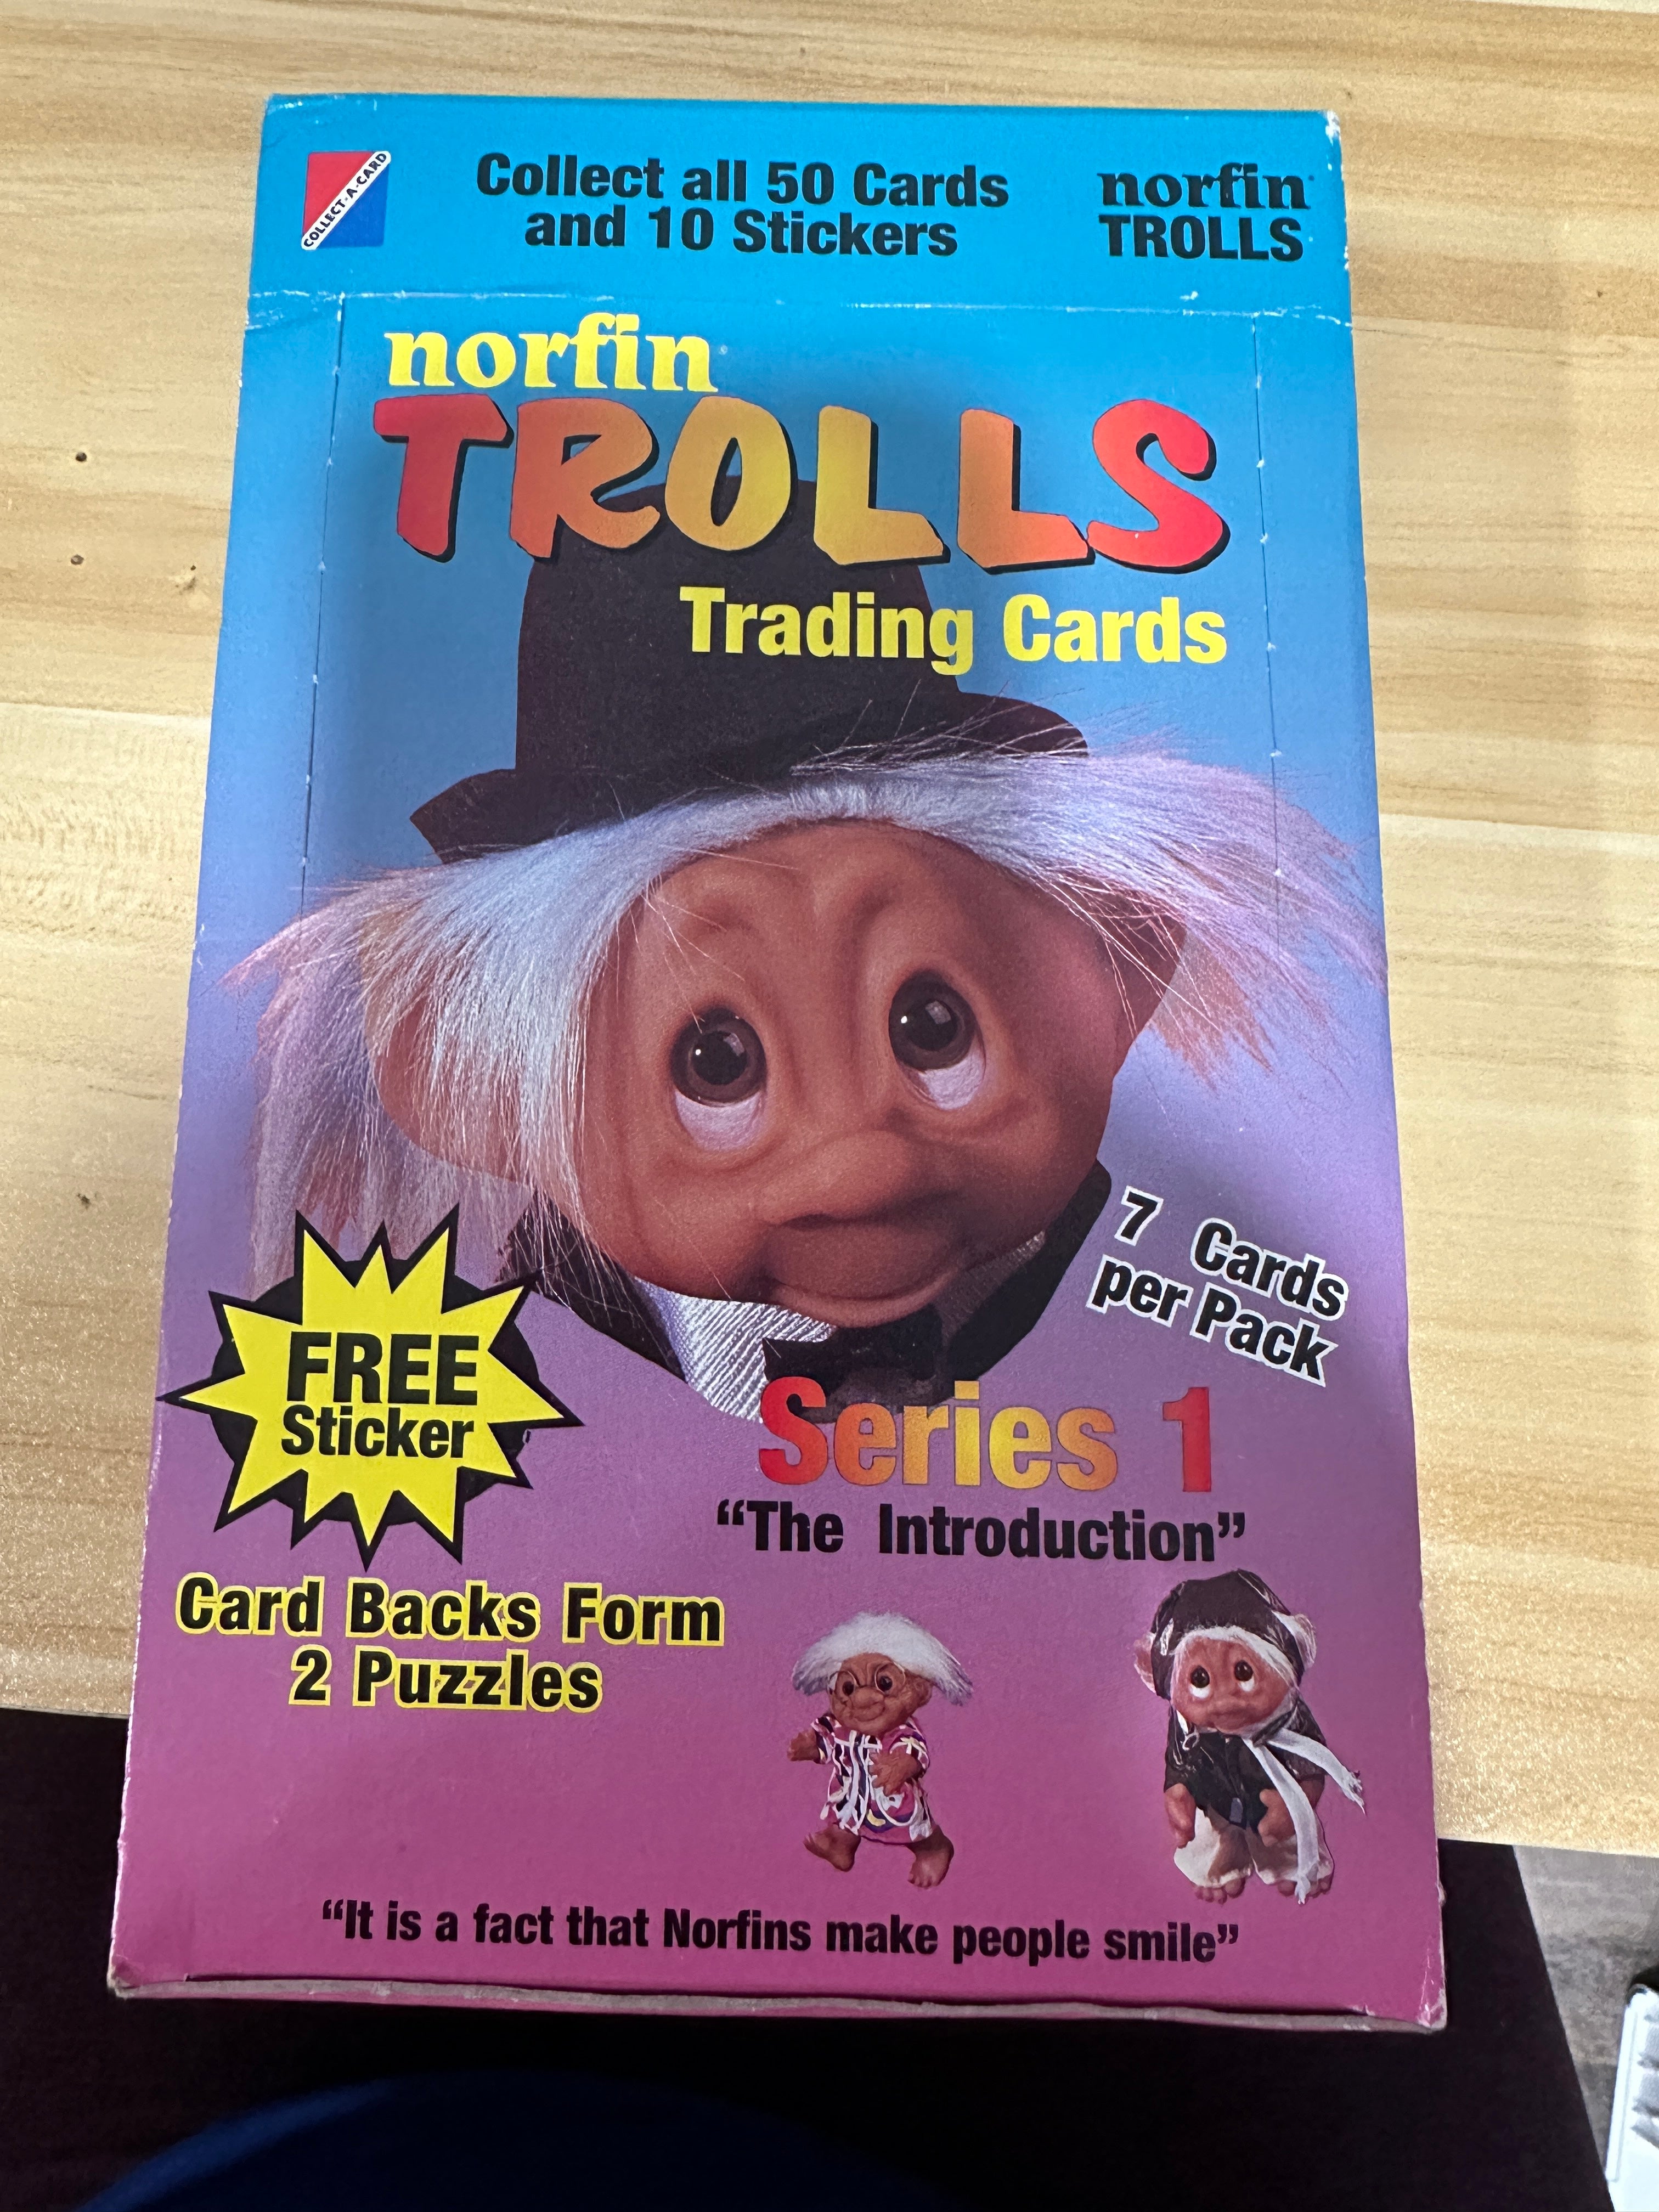 COLLECT-A-CARD
Collect all 50 Cards
and 10 Stickers
norfin
TROLLS
norfin
TROLLS
Trading Cards
7 Cards
per Pack
FREE
Sticker
Series 1
“The Introduction”
Card Backs Form
2 Puzzles
“It is a fact that Norfins make people smile”